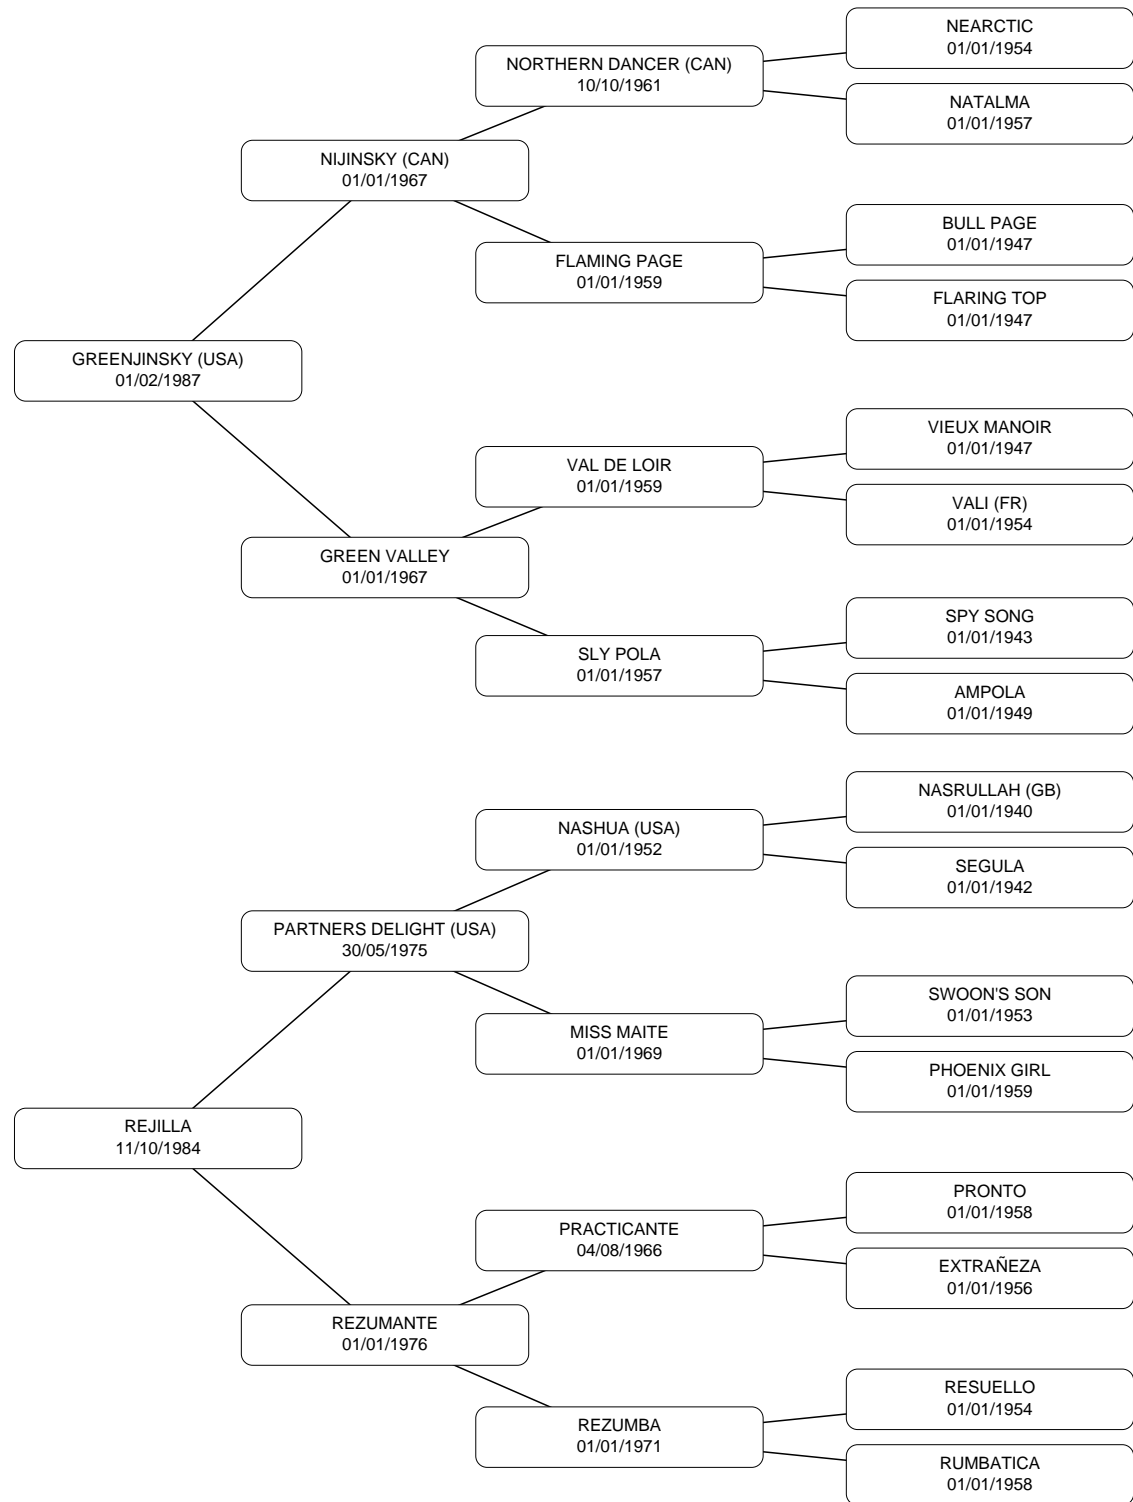 NEARCTIC
01/01/1954
NORTHERN DANCER (CAN)
10/10/1961
NATALMA
01/01/1957
NIJINSKY (CAN)
01/01/1967
BULL PAGE
01/01/1947
FLAMING PAGE
01/01/1959
FLARING TOP
01/01/1947
GREENJINSKY (USA)
01/02/1987
VIEUX MANOIR
01/01/1947
VAL DE LOIR
01/01/1959
VALI (FR)
01/01/1954
GREEN VALLEY
01/01/1967
SPY SONG
01/01/1943
SLY POLA
01/01/1957
AMPOLA
01/01/1949
NASRULLAH (GB)
01/01/1940
NASHUA (USA)
01/01/1952
SEGULA
01/01/1942
PARTNERS DELIGHT (USA)
30/05/1975
SWOON'S SON
01/01/1953
MISS MAITE
01/01/1969
PHOENIX GIRL
01/01/1959
REJILLA
11/10/1984
PRONTO
01/01/1958
PRACTICANTE
04/08/1966
EXTRAÑEZA
01/01/1956
REZUMANTE
01/01/1976
RESUELLO
01/01/1954
REZUMBA
01/01/1971
RUMBATICA
01/01/1958